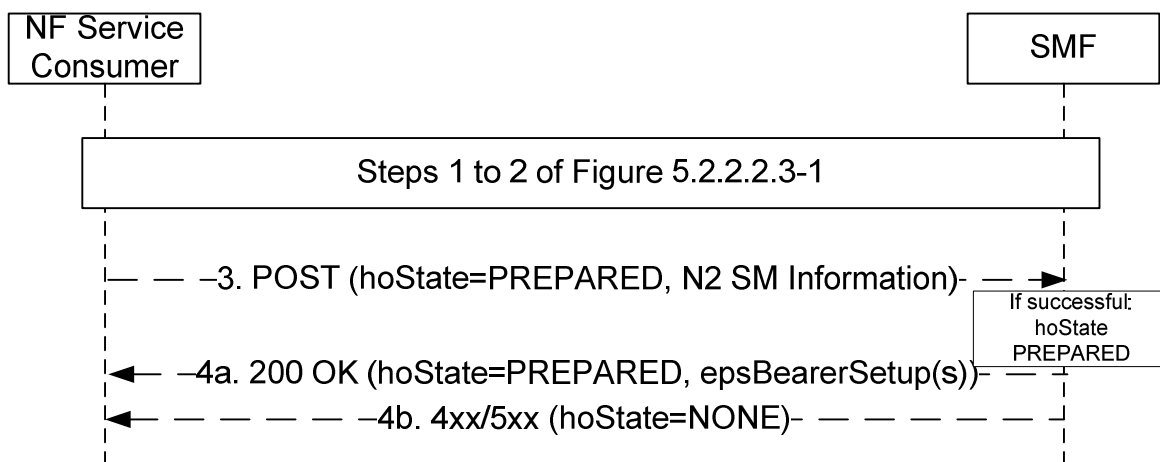 NF Service
Consumer
SMF
Steps 1 to 2 of Figure 5.2.2.2.3-1
3. POST (hoState=PREPARED, N2 SM Information)
If successful:
hoState
PREPARED
4a. 200 OK (hoState=PREPARED, epsBearerSetup(s))
4b. 4xx/5xx (hoState=NONE)